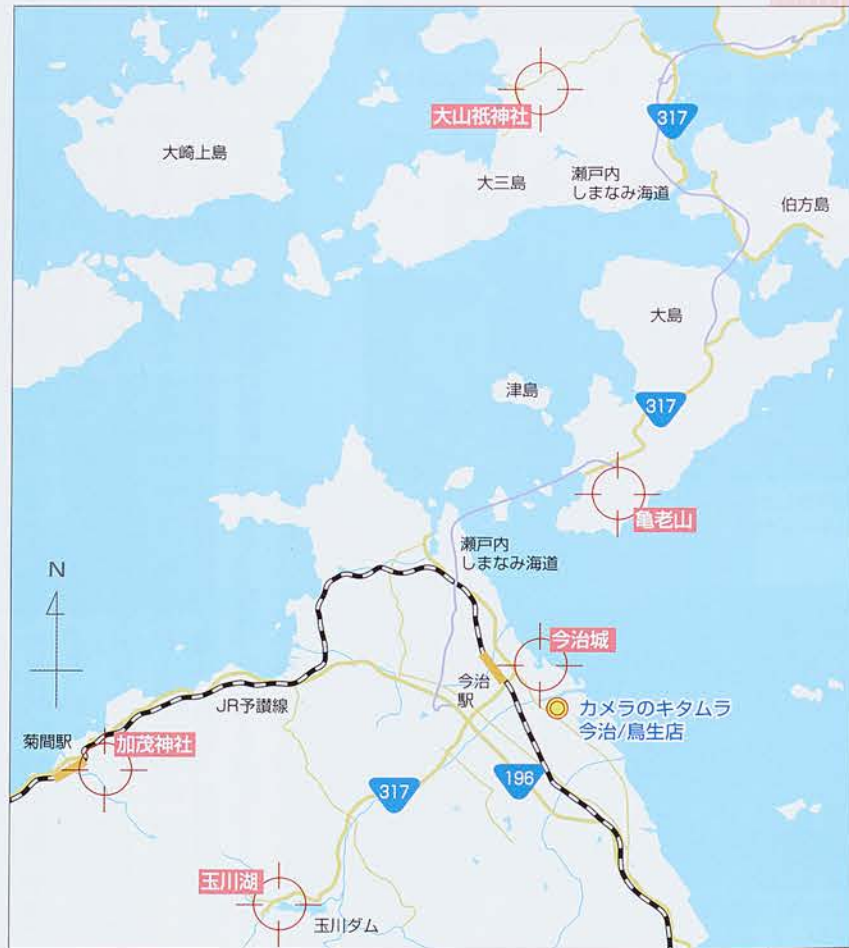 大山祇神社
317
大崎上島
大三島
瀬戸内
しまなみ海道
伯方島
大島
津島
317
亀老山
瀬戸内
しまなみ海道
N
今治城
今治
駅
カメラのキタムラ
今治/鳥生店
JR予讃線
菊間駅
加茂神社
317
196
玉川湖
玉川ダム